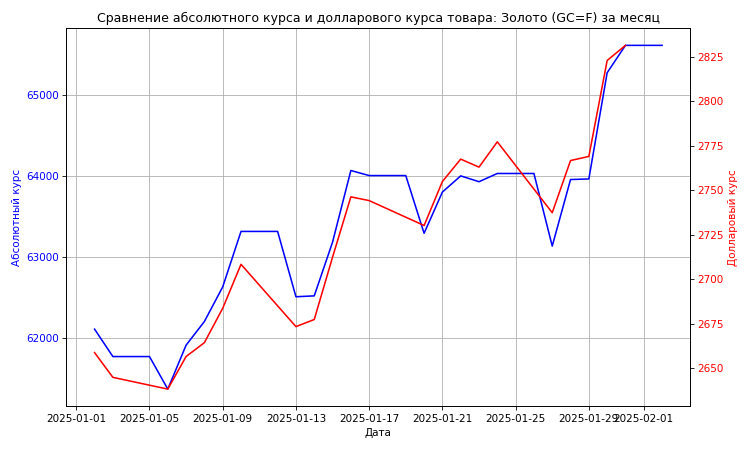 Сравнение абсолютного курса и долларового курса товара: Золото (GC=F) за месяц
Абсолютный курс
65000
64000
63000
62000
2825
2800
2775
2750
2725
2700
2675
2650
Долларовый курс
2025-01-01 2025-01-05 2025-01-09 2025-01-13 2025-01-17 2025-01-21 2025-01-25 2025-01-29 2025-02-01
Дата